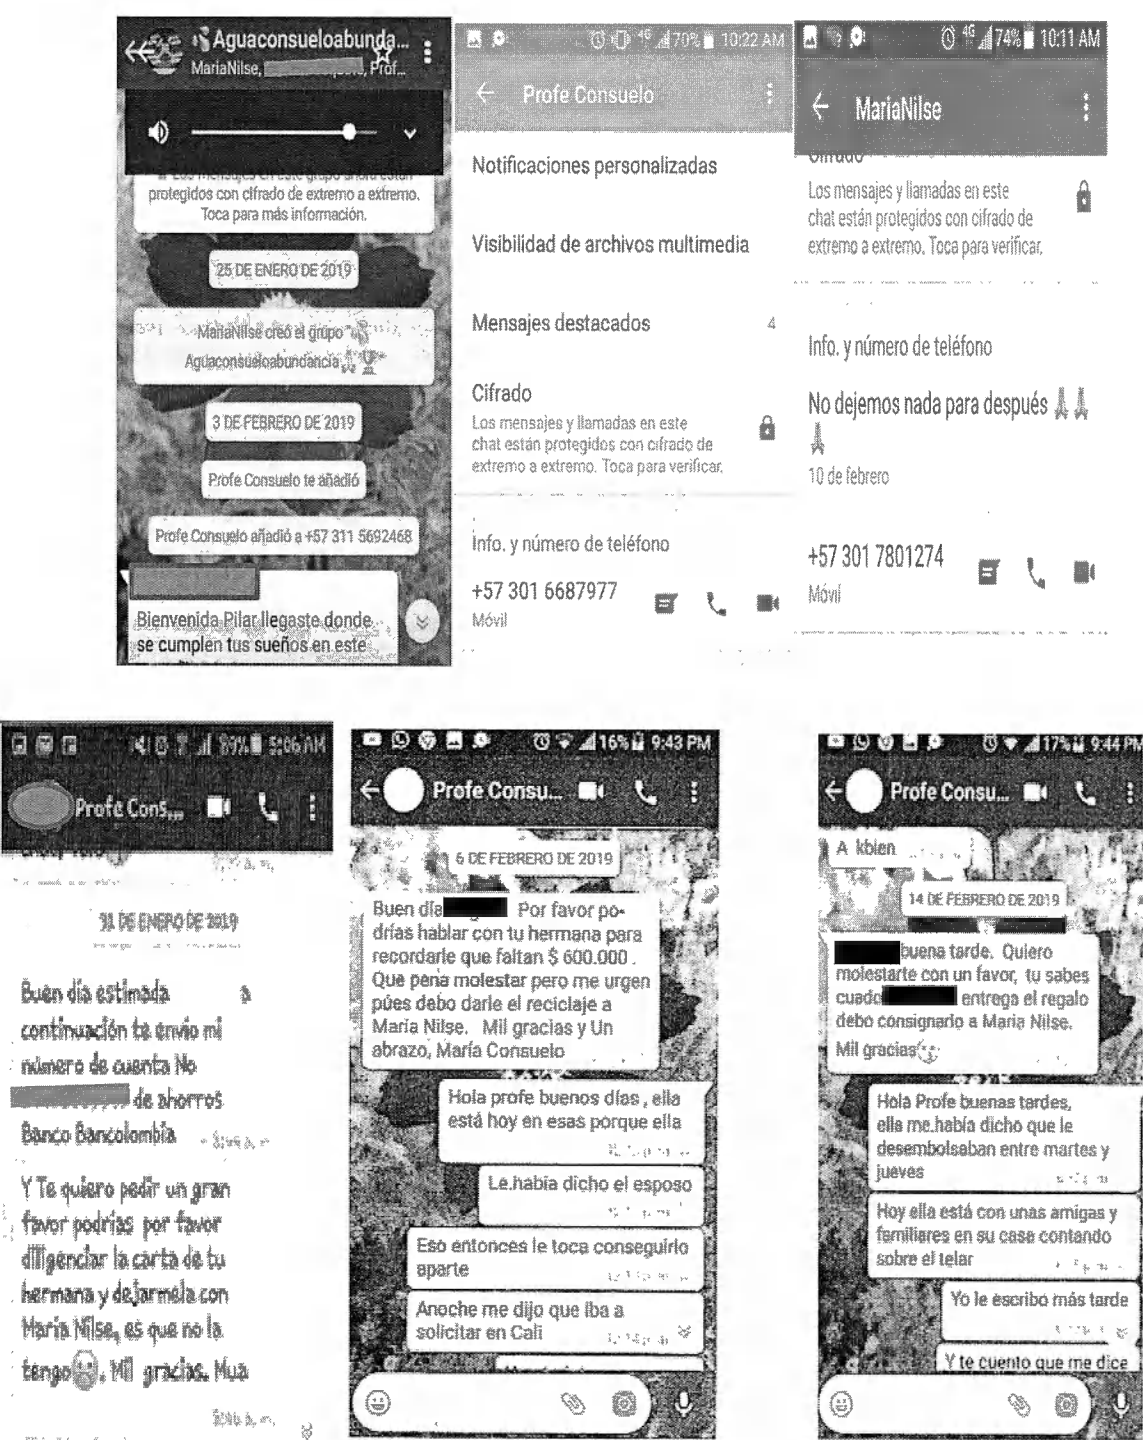 Aguaconsueloabunda...
MariaNilse,
, Prof...
protegidos con cifrado de extremo a extremo.
Toca para más información.
25 DE ENERO DE 2019
MariaNilse creó el grupo "
Aguaconsueloabundancia
3 DE FEBRERO DE 2019
Profe Consuelo te añadió
Profe Consuelo añadió a +57 311 5692468
Bienvenida Pilar llegaste donde
se cumplen tus sueños en este
4G 70% 10:22 AM
Profe Consuelo
Notificaciones personalizadas
Visibilidad de archivos multimedia
Mensajes destacados 4
Cifrado
Los mensajes y llamadas en este
chat están protegidos con cifrado de
extremo a extremo. Toca para verificar.
Info. y número de teléfono
+57 301 6687977
Móvil
4G 74% 10:11 AM
MariaNilse
Cifrado
Los mensajes y llamadas en este
chat están protegidos con cifrado de
extremo a extremo. Toca para verificar.
Info. y número de teléfono
No dejemos nada para después 🙏🙏
🙏
10 de febrero
+57 301 7801274
Móvil
89% 5:06 AM
Profe Cons...
31 DE ENERO DE 2019
Buen día estimada a
continuación te envío mi
número de cuenta No
de ahorros
Banco Bancolombia
Y Te quiero pedir un gran
favor podrías por favor
diligenciar la carta de tu
hermana y dejarmela con
María Nilse, es que no la
tengo. Mil gracias. Mua
16% 9:43 PM
Profe Consu...
6 DE FEBRERO DE 2019
Buen día Por favor po-
drías hablar con tu hermana para
recordarle que faltan $ 600.000 .
Que pena molestar pero me urgen
púes debo darle el reciclaje a
María Nilse. Mil gracias y Un
abrazo, María Consuelo
Hola profe buenos días , ella
está hoy en esas porque ella
Le.había dicho el esposo
Eso entonces le toca conseguirlo
aparte
Anoche me dijo que iba a
solicitar en Cali
17% 9:44 PM
Profe Consu...
A kbien
14 DE FEBRERO DE 2019
buena tarde. Quiero
molestarte con un favor, tu sabes
cuado entrega el regalo
debo consignarlo a Maria Nilse.
Mil gracias
Hola Profe buenas tardes,
ella me.había dicho que le
desembolsaban entre martes y
jueves
Hoy ella está con unas amigas y
familiares en su casa contando
sobre el telar
Yo le escribo más tarde
Y te cuento que me dice